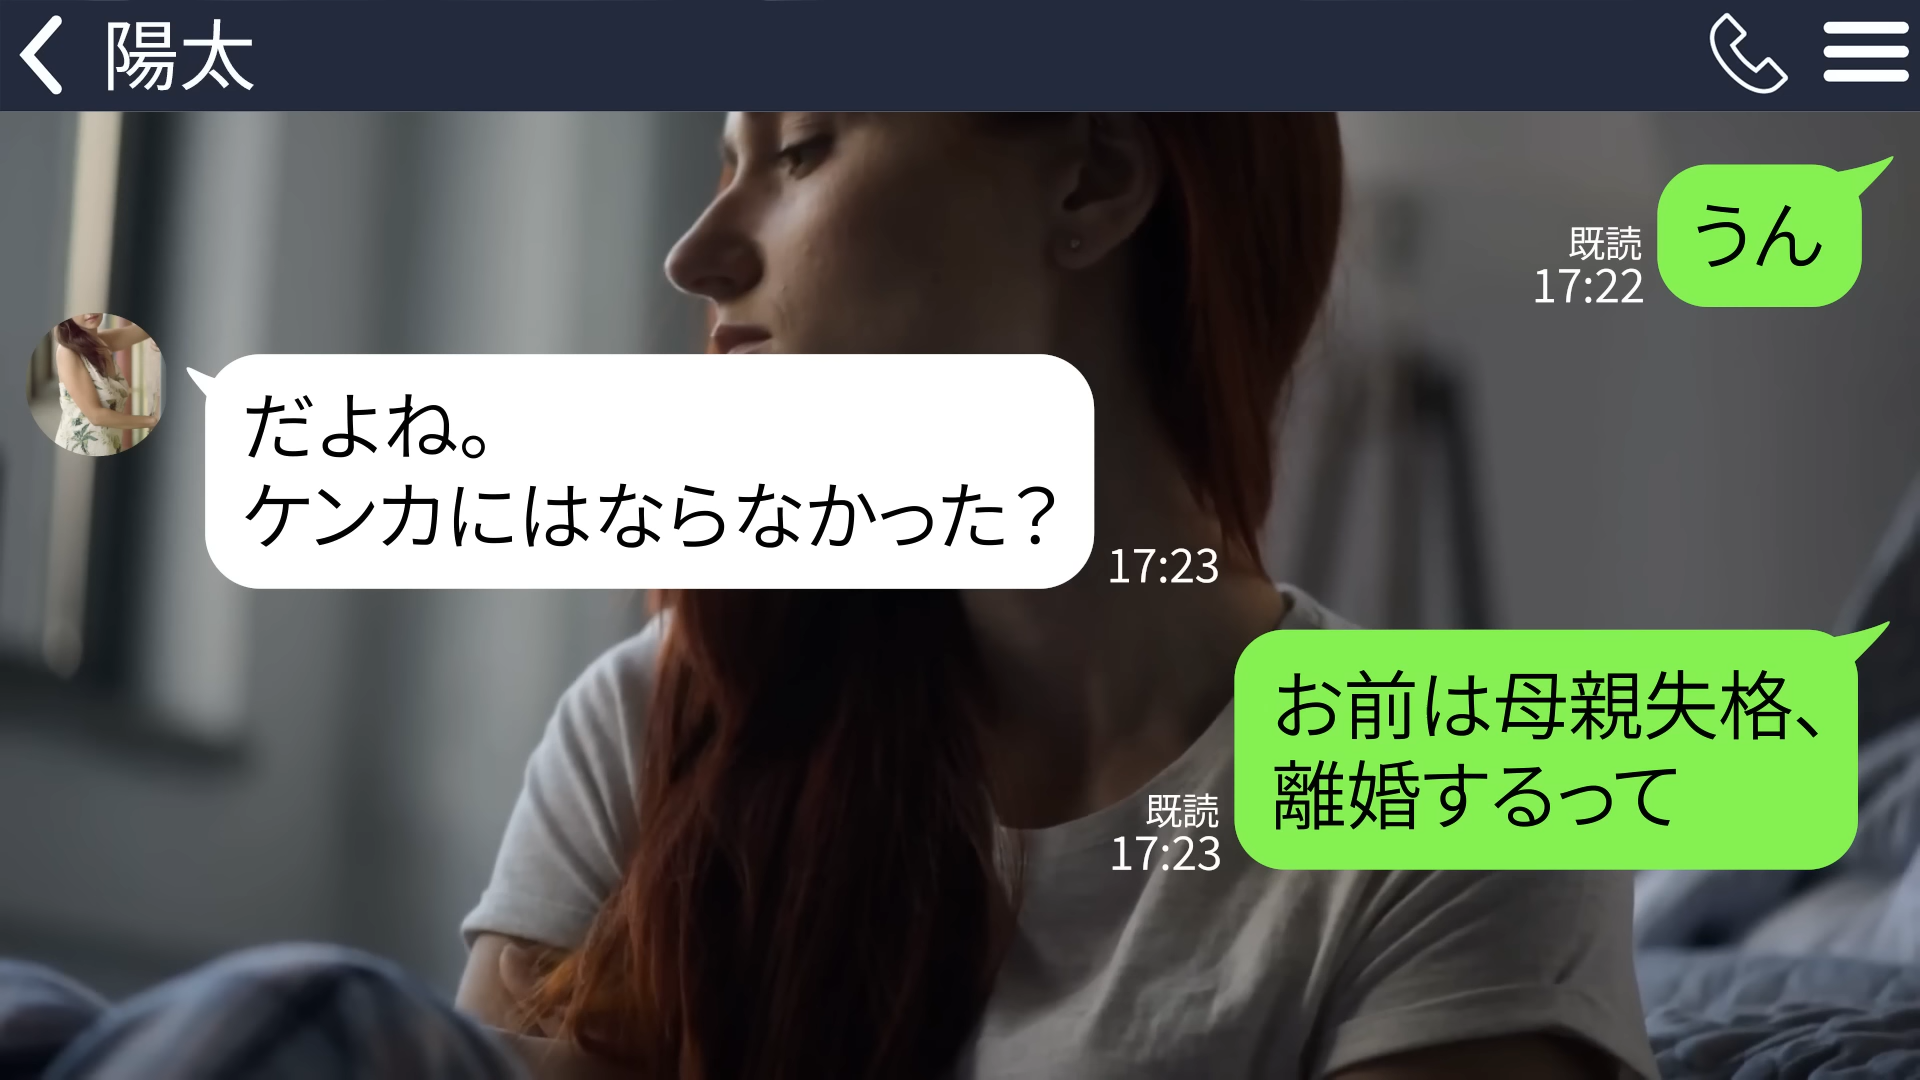 陽太
うん
既読
17:22
だよね。
ケンカにはならなかった？
17:23
お前は母親失格、
離婚するって
既読
17:23